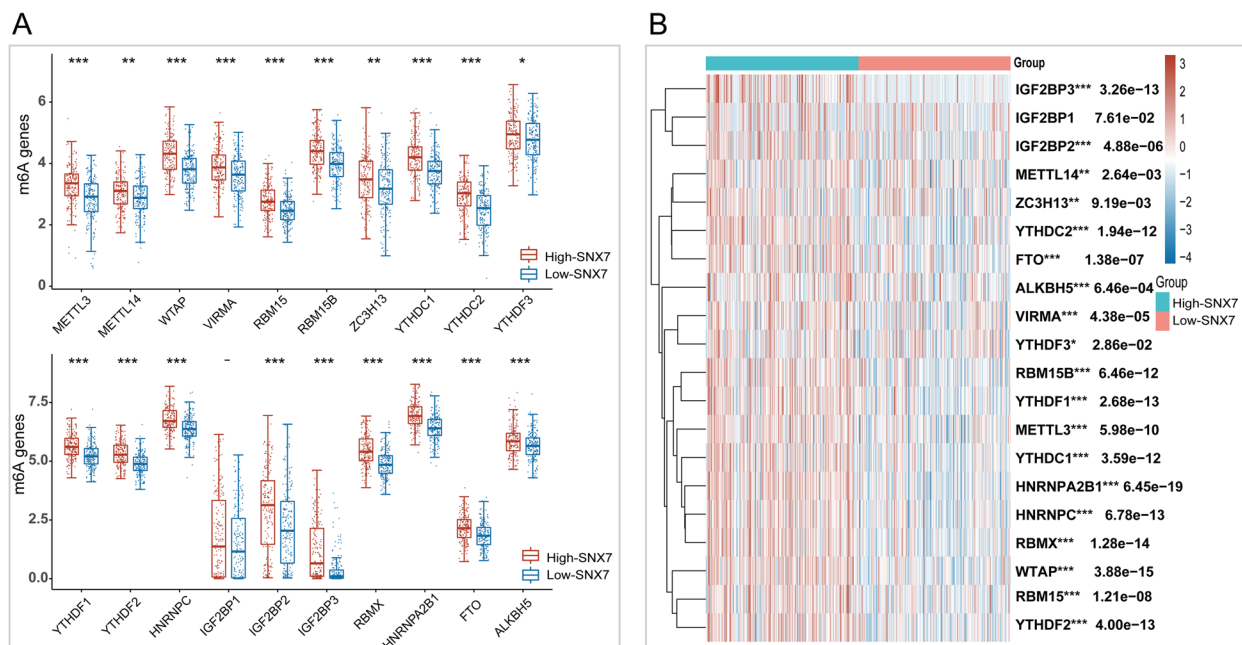 A
*** ** *** *** *** *** ** *** *** *
m6A genes
6
4
2
0
High-SNX7
Low-SNX7
METTL3
METTL14
WTAP
VIRMA
RBM15
RBM15B
ZC3H13
YTHDC1
YTHDC2
YTHDF3
*** *** *** - *** *** *** *** *** ***
m6A genes
7.5
5.0
2.5
0.0
High-SNX7
Low-SNX7
YTHDF1
YTHDF2
HNRNPC
IGF2BP1
IGF2BP2
IGF2BP3
RBMX
HNRNPA2B1
FTO
ALKBH5
B
Group
IGF2BP3*** 3.26e−13
IGF2BP1 7.61e−02
IGF2BP2*** 4.88e−06
METTL14** 2.64e−03
ZC3H13** 9.19e−03
YTHDC2*** 1.94e−12
FTO*** 1.38e−07
ALKBH5*** 6.46e−04
VIRMA*** 4.38e−05
YTHDF3* 2.86e−02
RBM15B*** 6.46e−12
YTHDF1*** 2.68e−13
METTL3*** 5.98e−10
YTHDC1*** 3.59e−12
HNRNPA2B1*** 6.45e−19
HNRNPC*** 6.78e−13
RBMX*** 1.28e−14
WTAP*** 3.88e−15
RBM15*** 1.21e−08
YTHDF2*** 4.00e−13
3
2
1
0
−1
−2
−3
−4
Group
High-SNX7
Low-SNX7